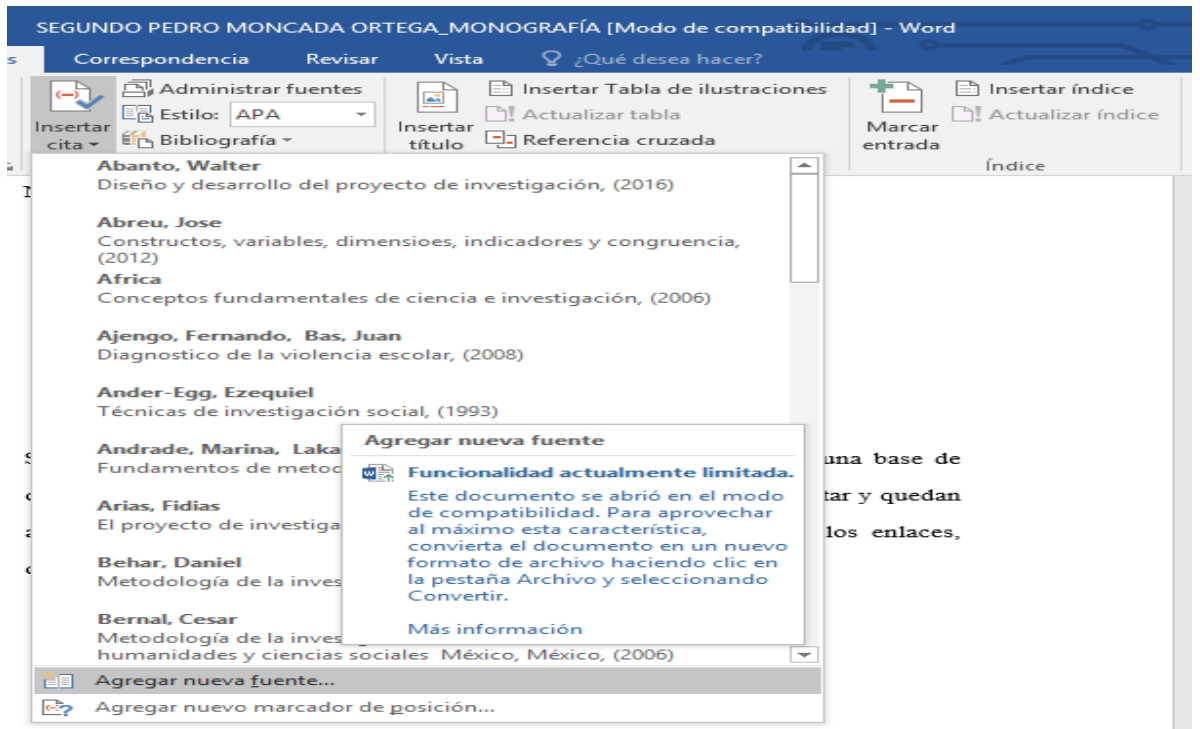 SEGUNDO PEDRO MONCADA ORTEGA_MONOGRAFÍA [Modo de compatibilidad] - Word
s Correspondencia Revisar Vista ¿Qué desea hacer?
Administrar fuentes
Estilo: APA
Bibliografía
Insertar
cita
Insertar
título
Insertar Tabla de ilustraciones
Actualizar tabla
Referencia cruzada
Marcar
entrada
Insertar índice
Actualizar índice
Índice
Abanto, Walter
Diseño y desarrollo del proyecto de investigación, (2016)
Abreu, Jose
Constructos, variables, dimensioes, indicadores y congruencia,
(2012)
Africa
Conceptos fundamentales de ciencia e investigación, (2006)
Ajengo, Fernando, Bas, Juan
Diagnostico de la violencia escolar, (2008)
Ander-Egg, Ezequiel
Técnicas de investigación social, (1993)
Andrade, Marina, Laka
Fundamentos de metod
Arias, Fidias
El proyecto de investiga
Behar, Daniel
Metodología de la inves
Bernal, Cesar
Metodología de la inves
humanidades y ciencias sociales México, México, (2006)
Agregar nueva fuente...
Agregar nuevo marcador de posición...
Agregar nueva fuente
Funcionalidad actualmente limitada.
Este documento se abrió en el modo
de compatibilidad. Para aprovechar
al máximo esta característica,
convierta el documento en un nuevo
formato de archivo haciendo clic en
la pestaña Archivo y seleccionando
Convertir.
Más información
una base de
tar y quedan
los enlaces,